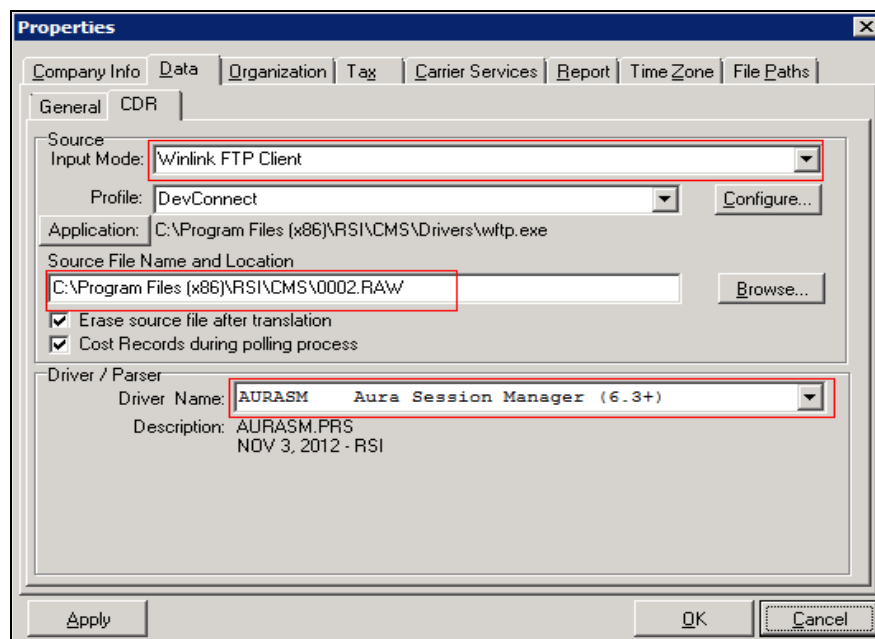 Properties
Company Info Data Organization Tax Carrier Services Report Time Zone File Paths
General CDR
Source
Input Mode: Winlink FTP Client
Profile: DevConnect Configure...
Application: C:\Program Files (x86)\RSI\CMS\Drivers\wftp.exe
Source File Name and Location
C:\Program Files (x86)\RSI\CMS\0002.RAW Browse...
Erase source file after translation
Cost Records during polling process
Driver / Parser
Driver Name: AURASM Aura Session Manager (6.3+)
Description: AURASM.PRS
NOV 3, 2012 - RSI
Apply OK Cancel